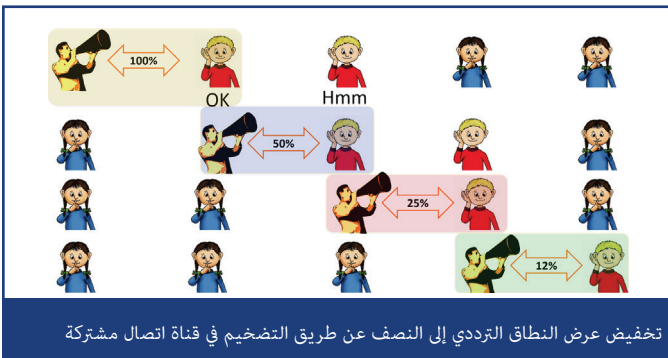 100%
OK
Hmm
50%
25%
12%
تخفيض عرض النطاق الترددي إلى النصف عن طريق التضخيم في قناة اتصال مشتركة